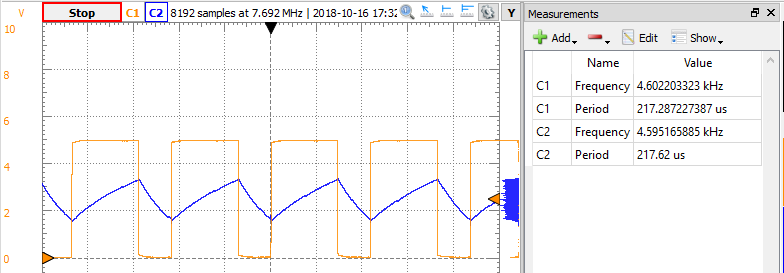 V Stop C1 C2 8192 samples at 7.692 MHz | 2018-10-16 17:32 Y
10
8
6
4
2
0
Measurements
Add Edit Show
Name Value
C1 Frequency 4.602203323 kHz
C1 Period 217.287227387 us
C2 Frequency 4.595165885 kHz
C2 Period 217.62 us